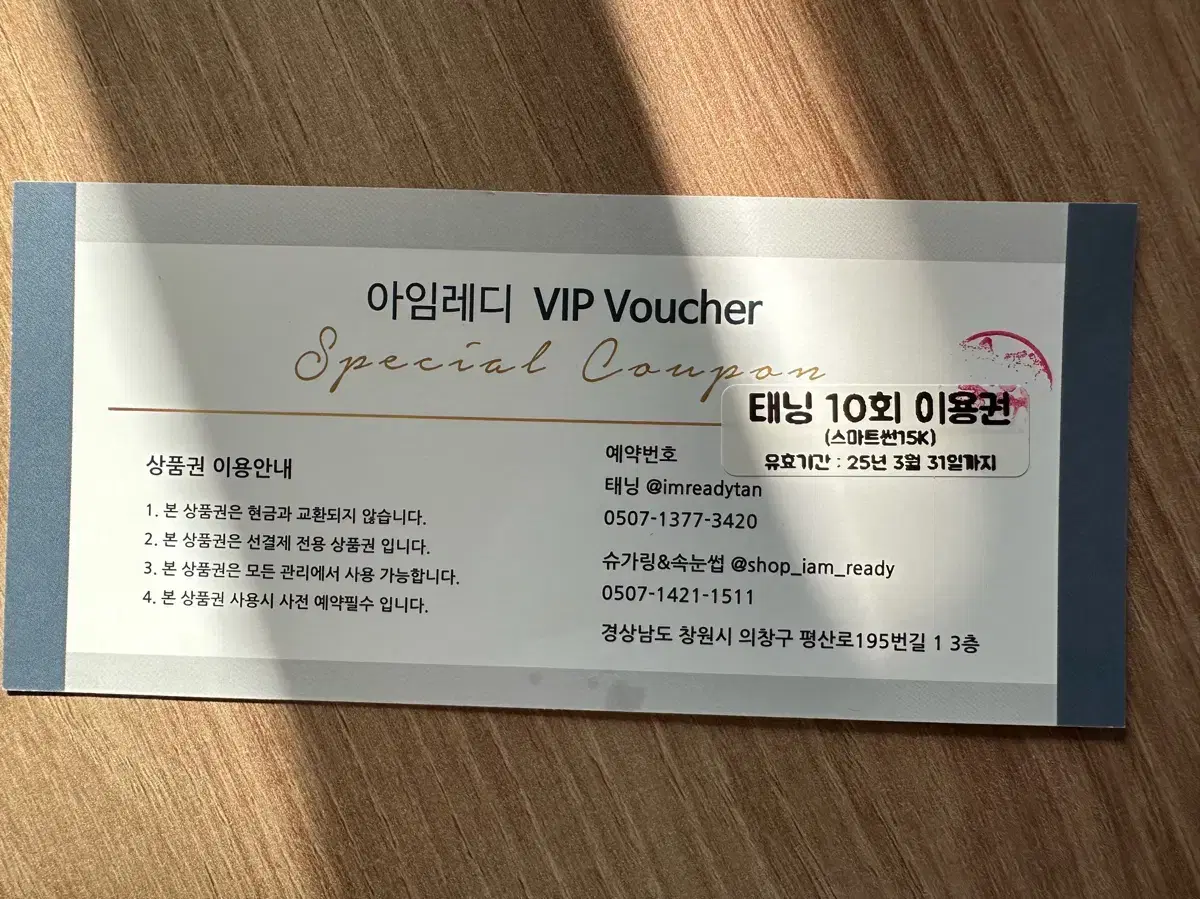 아임레디 VIP Voucher
Special Coupon
태닝 10회 이용권
(스마트썬15K)
유효기간 : 25년 3월 31일까지
상품권 이용안내
1. 본 상품권은 현금과 교환되지 않습니다.
2. 본 상품권은 선결제 전용 상품권 입니다.
3. 본 상품권은 모든 관리에서 사용 가능합니다.
4. 본 상품권 사용시 사전 예약필수 입니다.
예약번호
태닝 @imreadytan
0507-1377-3420
슈가링&속눈썹 @shop_iam_ready
0507-1421-1511
경상남도 창원시 의창구 평산로195번길 1 3층